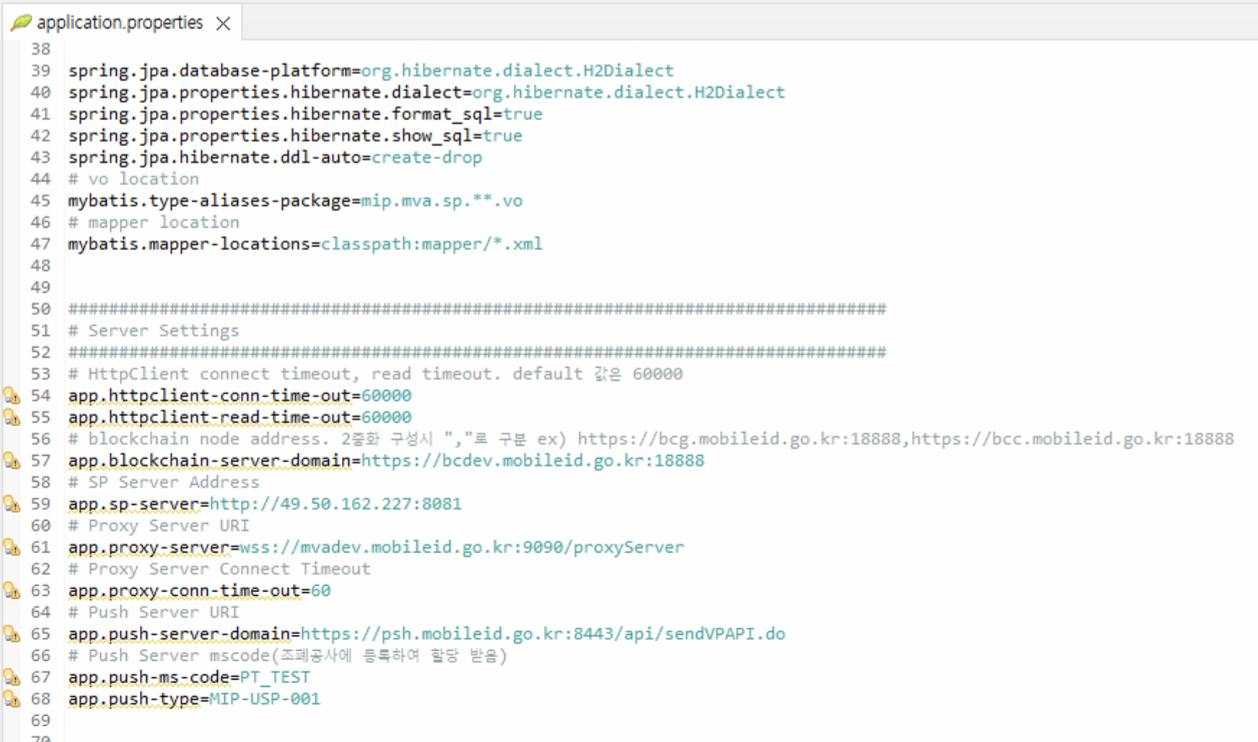 application.properties
38
39 spring.jpa.database-platform=org.hibernate.dialect.H2Dialect
40 spring.jpa.properties.hibernate.dialect=org.hibernate.dialect.H2Dialect
41 spring.jpa.properties.hibernate.format_sql=true
42 spring.jpa.properties.hibernate.show_sql=true
43 spring.jpa.hibernate.ddl-auto=create-drop
44 # vo location
45 mybatis.type-aliases-package=mip.mva.sp.**.vo
46 # mapper location
47 mybatis.mapper-locations=classpath:mapper/*.xml
48
49
50 #################################################################################
51 # Server Settings
52 #################################################################################
53 # HttpClient connect timeout, read timeout. default 값은 60000
54 app.httpclient-conn-time-out=60000
55 app.httpclient-read-time-out=60000
56 # blockchain node address. 2중화 구성시 ","로 구분 ex) https://bcg.mobileid.go.kr:18888,https://bcc.mobileid.go.kr:18888
57 app.blockchain-server-domain=https://bcdev.mobileid.go.kr:18888
58 # SP Server Address
59 app.sp-server=http://49.50.162.227:8081
60 # Proxy Server URI
61 app.proxy-server=wss://mvadev.mobileid.go.kr:9090/proxyServer
62 # Proxy Server Connect Timeout
63 app.proxy-conn-time-out=60
64 # Push Server URI
65 app.push-server-domain=https://psh.mobileid.go.kr:8443/api/sendVPAPI.do
66 # Push Server mscode(조폐공사에 등록하여 할당 받음)
67 app.push-ms-code=PT_TEST
68 app.push-type=MIP-USP-001
69
70